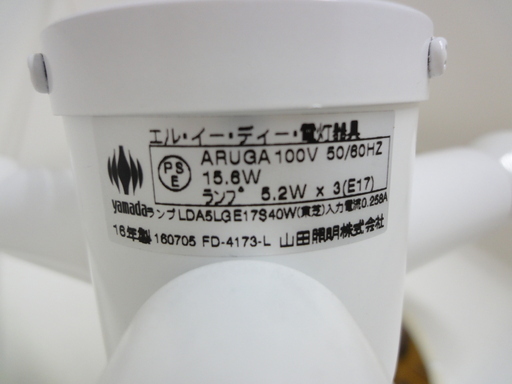 エル・イー・ディー・電灯器具
PS
E
ARUGA 100V 50/60HZ
15.6W
ランプ 5.2W x 3(E17)
yamada
ランプ LDA5LGE17S40W(東芝)入力電流0.258A
16年製 160705 FD-4173-L 山田照明株式会社